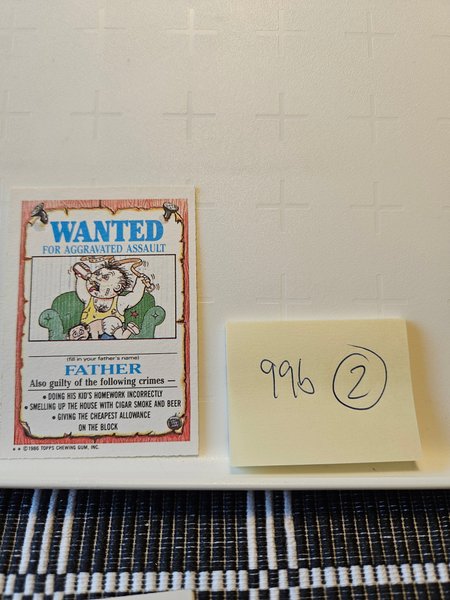 WANTED
FOR AGGRAVATED ASSAULT
(fill in your father's name)
FATHER
Also guilty of the following crimes —
• DOING HIS KID'S HOMEWORK INCORRECTLY
• SMELLING UP THE HOUSE WITH CIGAR SMOKE AND BEER
• GIVING THE CHEAPEST ALLOWANCE
ON THE BLOCK
** ©1986 TOPPS CHEWING GUM, INC.
99b 2